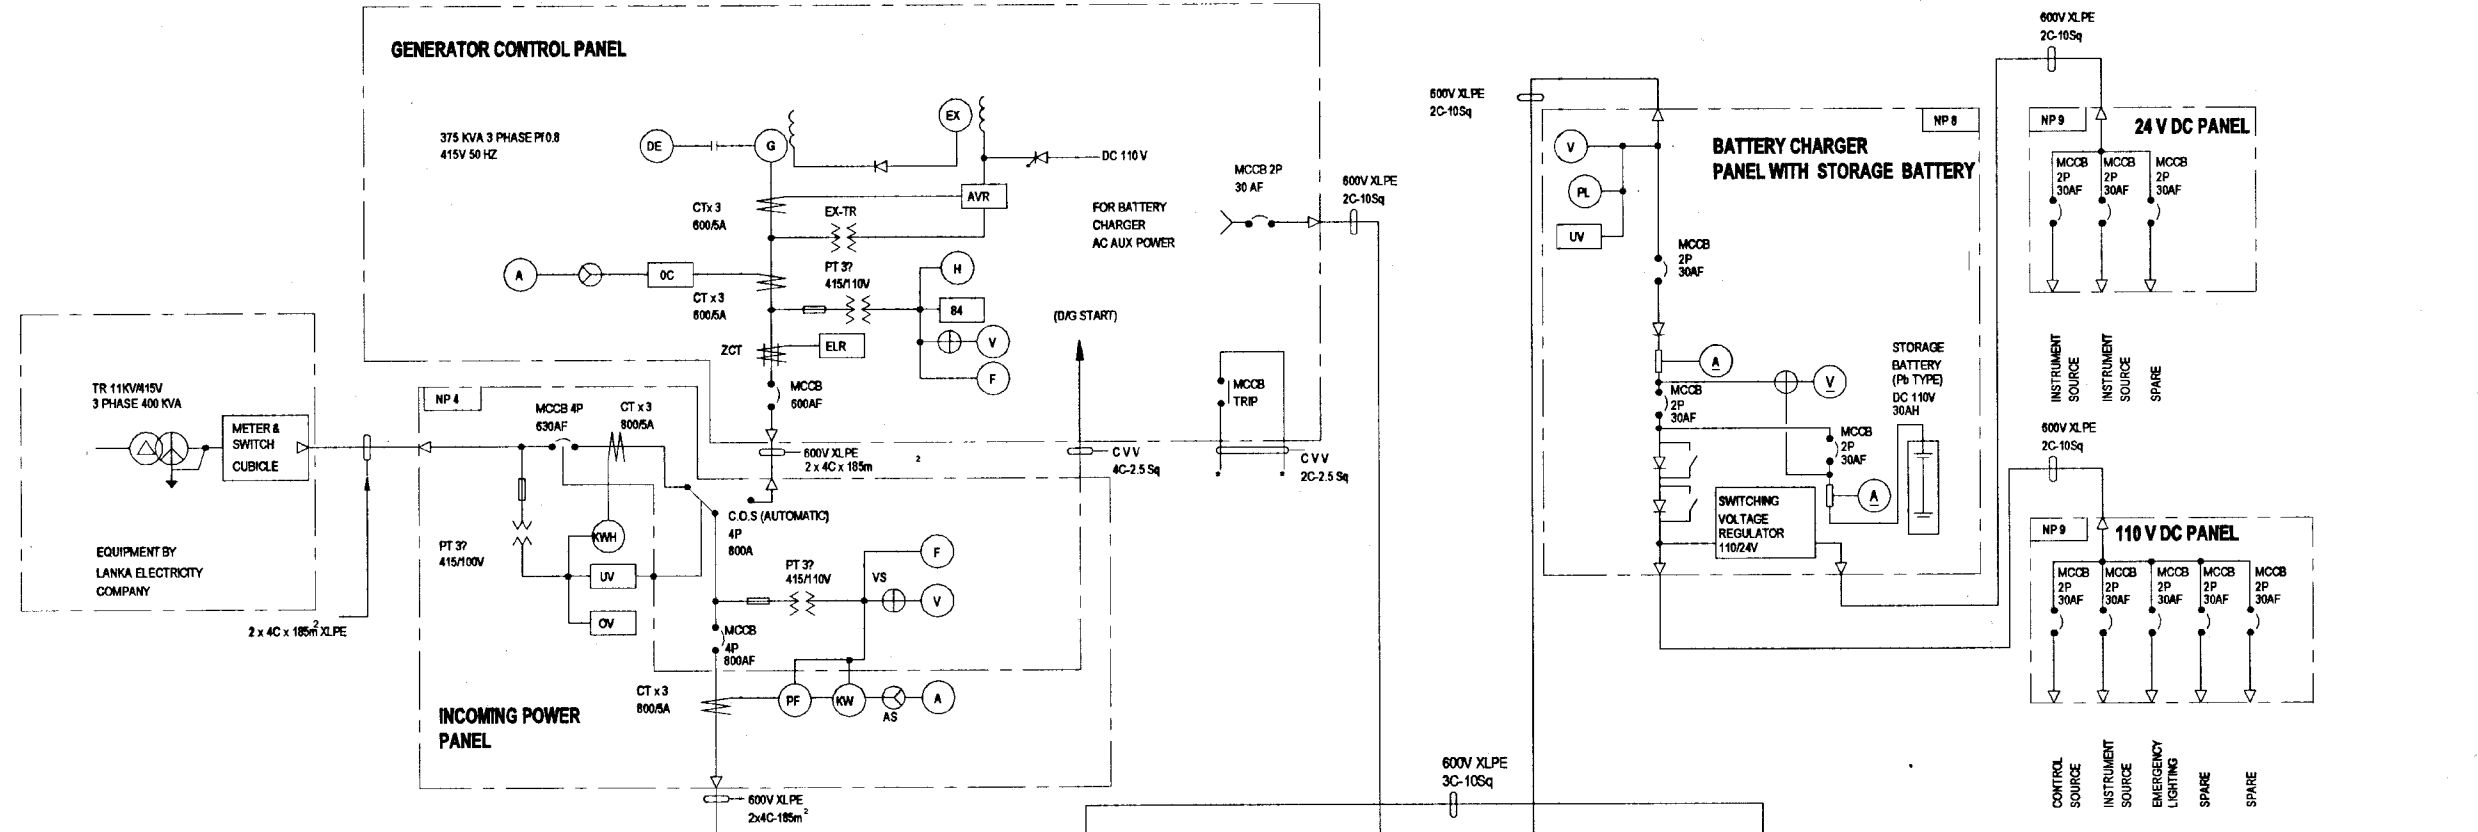 GENERATOR CONTROL PANEL
375 KVA 3 PHASE Pf0.8
415V 50 HZ
DE
G
EX
DC 110 V
AVR
CT x 3
600/5A
EX-TR
A
OC
CT x 3
600/5A
PT 3?
415/110V
H
84
V
F
ZCT
ELR
MCCB
600AF
600V XLPE
2 x 4C x 185m 2
FOR BATTERY
CHARGER
AC AUX POWER
MCCB 2P
30 AF
600V XLPE
2C-10Sq
(D/G START)
MCCB
TRIP
C V V
4C-2.5 Sq
C V V
2C-2.5 Sq
TR 11KV/415V
3 PHASE 400 KVA
METER &
SWITCH
CUBICLE
EQUIPMENT BY
LANKA ELECTRICITY
COMPANY
2 x 4C x 185m2 XLPE
NP 4
MCCB 4P
630AF
CT x 3
800/5A
PT 3?
415/100V
KWH
UV
OV
C.O.S (AUTOMATIC)
4P
800A
PT 3?
415/110V
VS
F
V
MCCB
4P
800AF
CT x 3
800/5A
PF
KW
AS
A
INCOMING POWER
PANEL
600V XLPE
2x4C-185m2
600V XLPE
2C-10Sq
NP 8
BATTERY CHARGER
PANEL WITH STORAGE BATTERY
V
PL
UV
MCCB
2P
30AF
A
V
MCCB
2P
30AF
MCCB
2P
30AF
A
STORAGE
BATTERY
(Pb TYPE)
DC 110V
30AH
SWITCHING
VOLTAGE
REGULATOR
110/24V
600V XLPE
3C-10Sq
600V XLPE
2C-10Sq
NP 9
24 V DC PANEL
MCCB
2P
30AF
MCCB
2P
30AF
MCCB
2P
30AF
INSTRUMENT
SOURCE
INSTRUMENT
SOURCE
SPARE
600V XLPE
2C-10Sq
NP 9
110 V DC PANEL
MCCB
2P
30AF
MCCB
2P
30AF
MCCB
2P
30AF
MCCB
2P
30AF
MCCB
2P
30AF
CONTROL
SOURCE
INSTRUMENT
SOURCE
EMERGENCY
LIGHTING
SPARE
SPARE